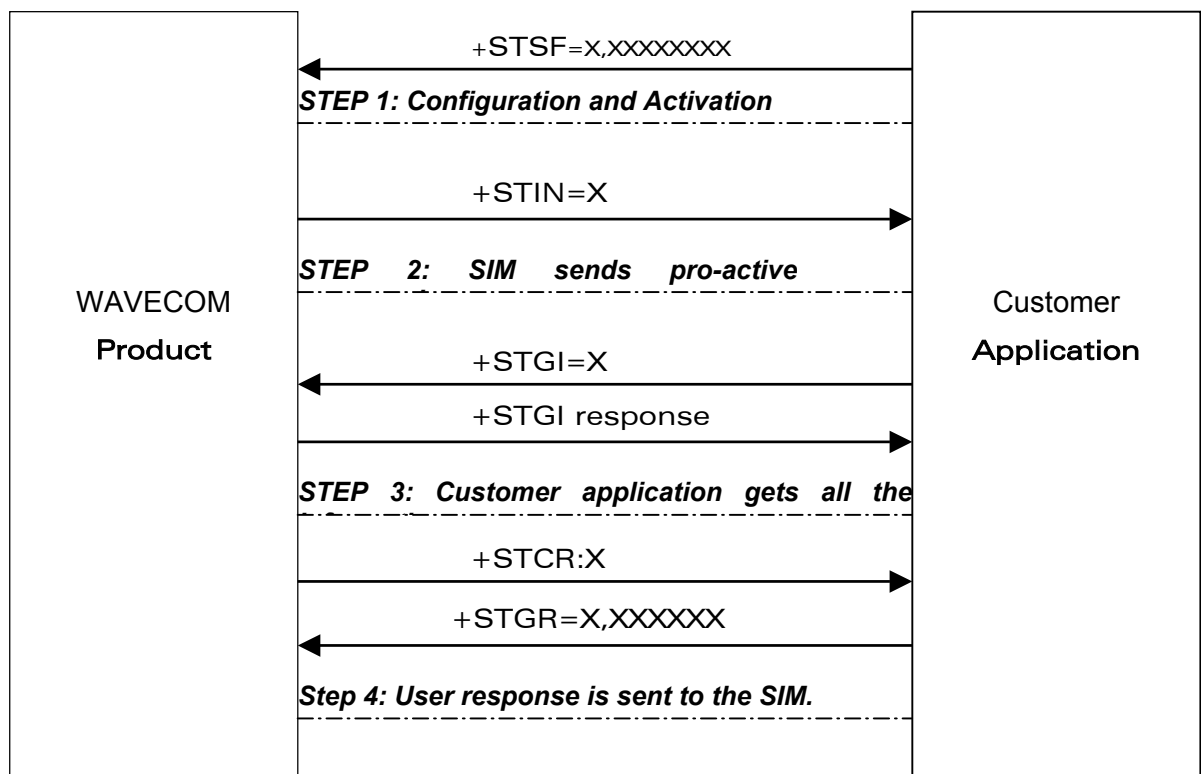 +STSF=X,XXXXXXXX
STEP 1: Configuration and Activation
+STIN=X
STEP 2: SIM sends pro-active
WAVECOM
Product
Customer
Application
+STGI=X
+STGI response
STEP 3: Customer application gets all the
+STCR:X
+STGR=X,XXXXXX
Step 4: User response is sent to the SIM.